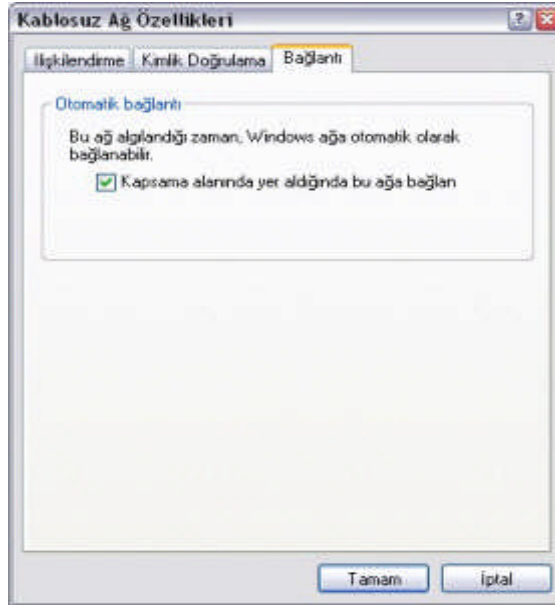 Kablosuz Ağ Özellikleri
İlişkilendirme Kimlik Doğrulama Bağlantı
Otomatik bağlantı
Bu ağ algılandığı zaman, Windows ağa otomatik olarak
bağlanabilir.
Kapsama alanında yer aldığında bu ağa bağlan
Tamam İptal